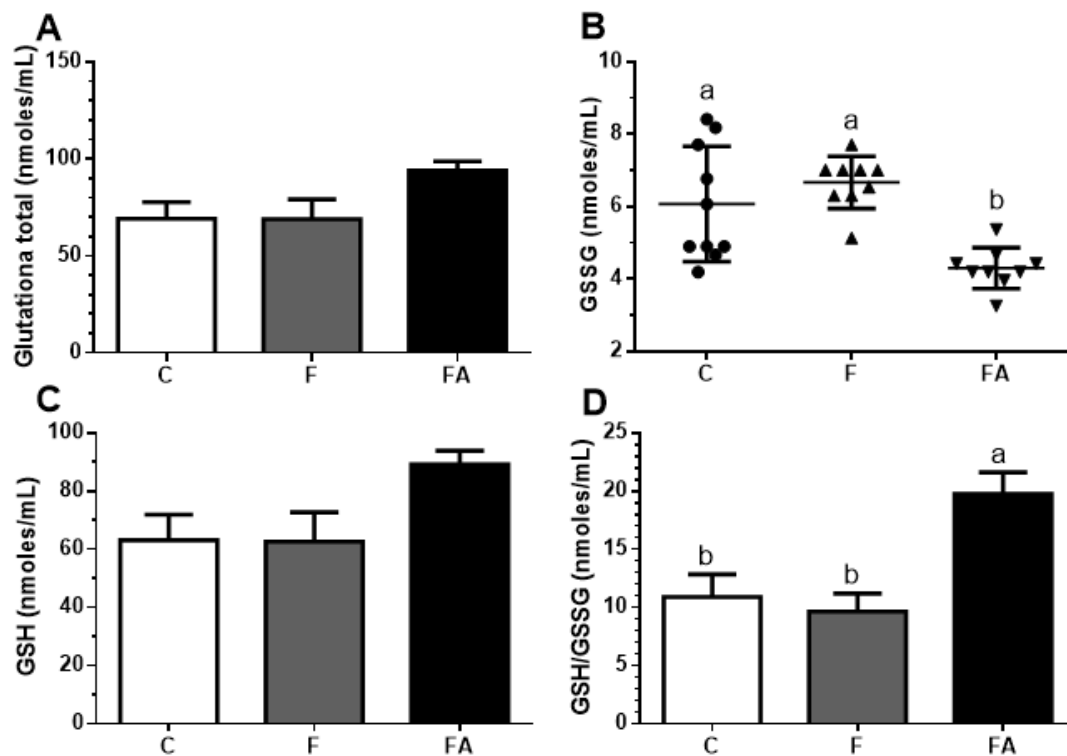 A
Glutationa total (nmoles/mL)
150
100
50
0
C F FA
B
GSSG (nmoles/mL)
10
8
6
4
2
a
a
b
C F FA
C
GSH (nmoles/mL)
100
80
60
40
20
0
C F FA
D
GSH/GSSG (nmoles/mL)
25
20
15
10
5
0
b
b
a
C F FA